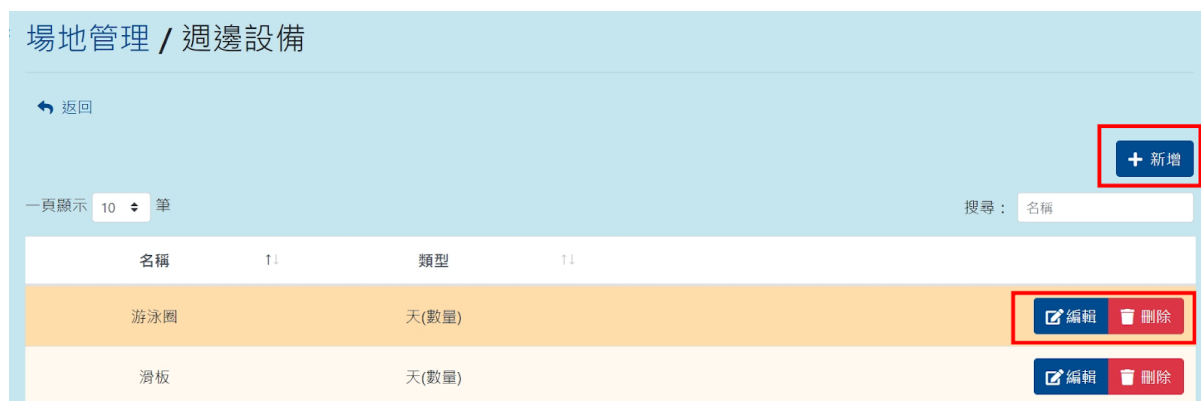 場地管理 / 週邊設備
返回
新增
一頁顯示 10 筆 搜尋： 名稱
名稱 類型
游泳圈 天(數量) 編輯 刪除
滑板 天(數量) 編輯 刪除